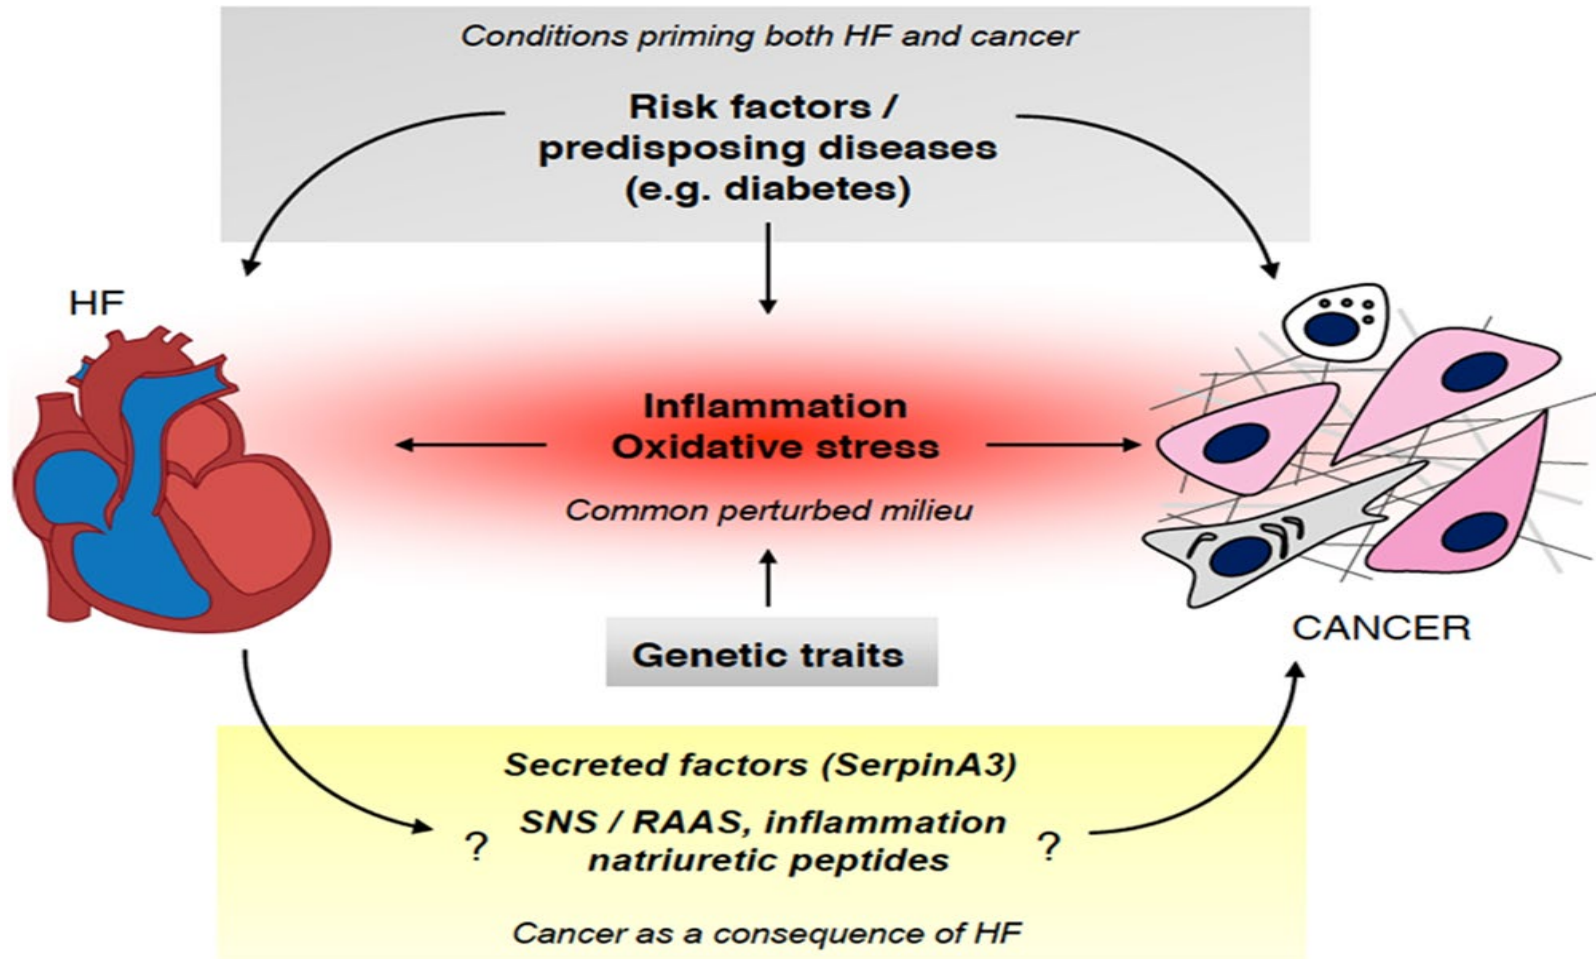 Conditions priming both HF and cancer
Risk factors /
predisposing diseases
(e.g. diabetes)
HF
Inflammation
Oxidative stress
Common perturbed milieu
CANCER
Genetic traits
Secreted factors (SerpinA3)
? SNS / RAAS, inflammation ?
natriuretic peptides
Cancer as a consequence of HF